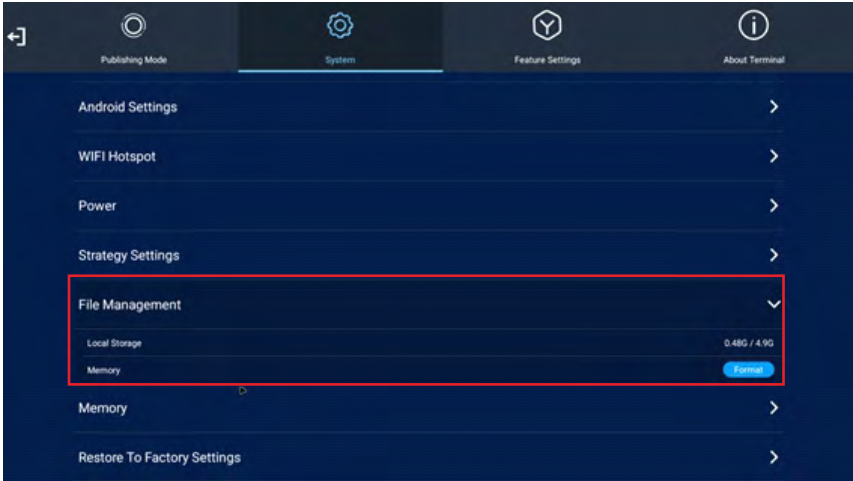 Publishing Mode
System
Feature Settings
About Terminal
Android Settings
WIFI Hotspot
Power
Strategy Settings
File Management
Local Storage 0.48G / 4.9G
Memory Format
Memory
Restore To Factory Settings